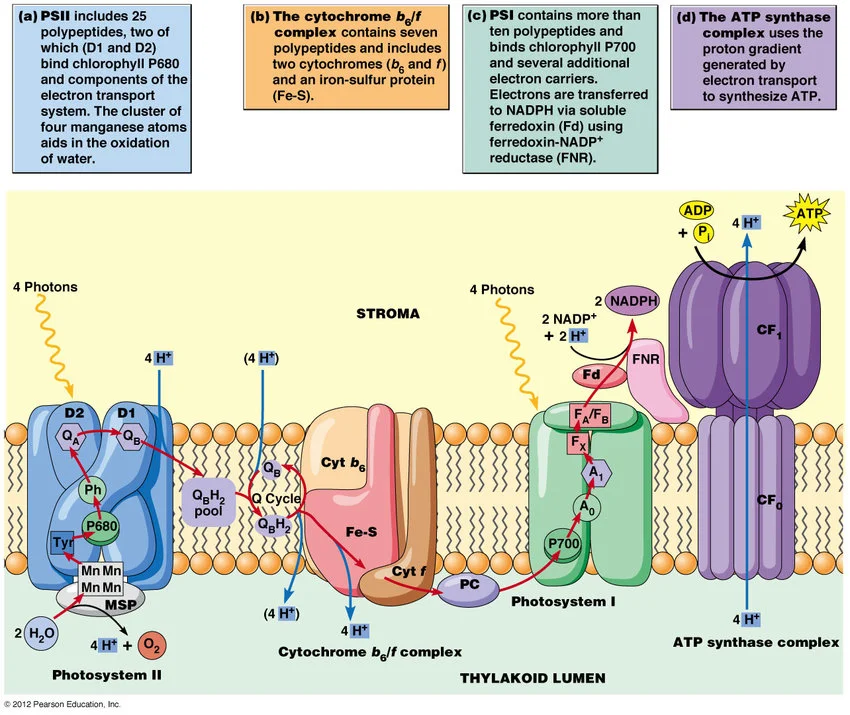 (a) PSII includes 25
polypeptides, two of
which (D1 and D2)
bind chlorophyll P680
and components of the
electron transport
system. The cluster of
four manganese atoms
aids in the oxidation
of water.
(b) The cytochrome b6/f
complex contains seven
polypeptides and includes
two cytochromes (b6 and f)
and an iron-sulfur protein
(Fe-S).
(c) PSI contains more than
ten polypeptides and
binds chlorophyll P700
and several additional
electron carriers.
Electrons are transferred
to NADPH via soluble
ferredoxin (Fd) using
ferredoxin-NADP+
reductase (FNR).
(d) The ATP synthase
complex uses the
proton gradient
generated by
electron transport
to synthesize ATP.
ADP
+ Pi
4 H+
ATP
4 Photons
STROMA
4 Photons
2 NADPH
2 NADP+
+ 2 H+
CF1
FNR
Fd
4 H+
(4 H+)
D2
D1
QA
QB
FA/FB
FX
Cyt b6
QB
A1
Ph
QBH2
pool
Q Cycle
CF0
A0
QBH2
P680
Fe-S
Tyr
P700
Mn Mn
Mn Mn
Cyt f
PC
MSP
Photosystem I
(4 H+)
4 H+
4 H+
2 H2O
4 H+ + O2
Cytochrome b6/f complex
ATP synthase complex
Photosystem II
THYLAKOID LUMEN
© 2012 Pearson Education, Inc.